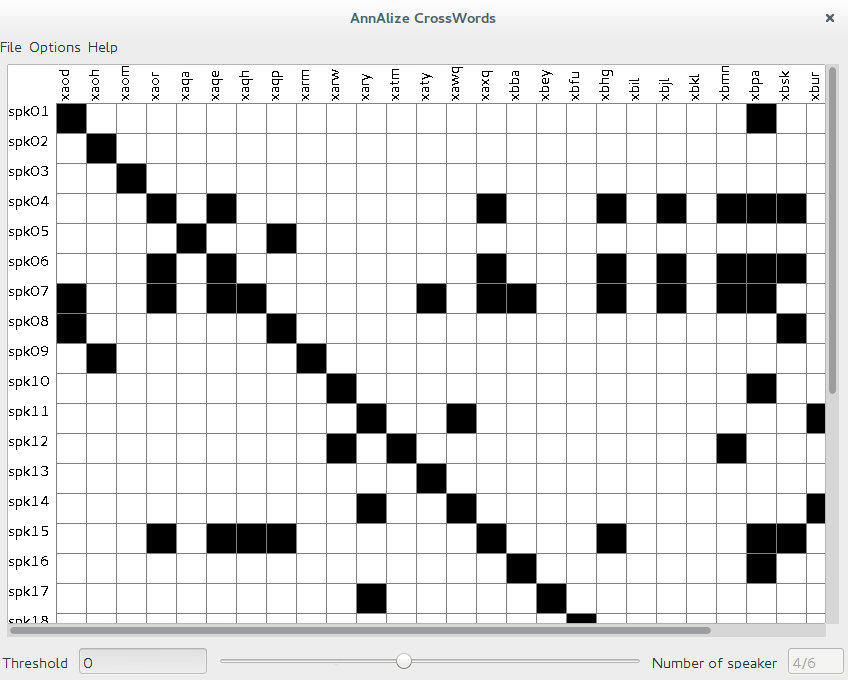 AnnAlize CrossWords ×
File Options Help
xaod xaoh xaom xaor xaqa xaqe xaqh xaqp xarm xarw xary xatm xaty xawq xaxq xbba xbey xbfu xbhg xbil xbjl xbkl xbmn xbpa xbsk xbur
spk01
spk02
spk03
spk04
spk05
spk06
spk07
spk08
spk09
spk10
spk11
spk12
spk13
spk14
spk15
spk16
spk17
spk18
Threshold 0 Number of speaker 4/6